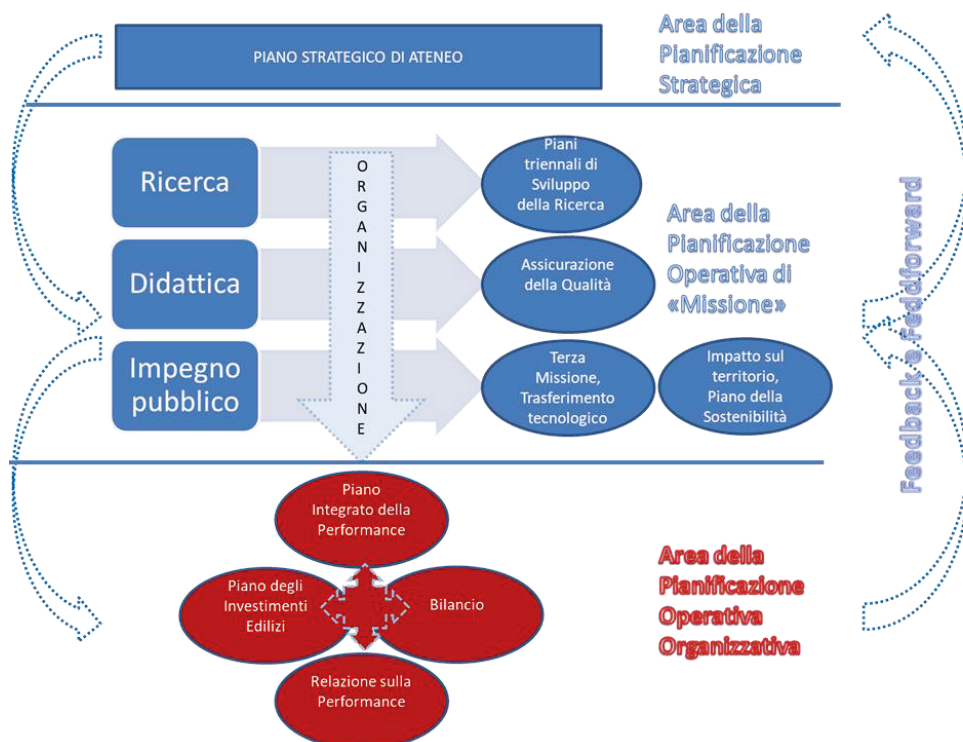 PIANO STRATEGICO DI ATENEO
Area della
Pianificazione
Strategica
Ricerca
Didattica
Impegno
pubblico
O
R
G
A
N
I
Z
Z
A
Z
I
O
N
E
Piani
triennali di
Sviluppo
della Ricerca
Assicurazione
della Qualità
Terza
Missione,
Trasferimento
tecnologico
Impatto sul
territorio,
Piano della
Sostenibilità
Area della
Pianificazione
Operativa di
«Missione»
Feedback e Feddforward
Piano
Integrato della
Performance
Piano degli
Investimenti
Edilizi
Bilancio
Relazione sulla
Performance
Area della
Pianificazione
Operativa
Organizzativa